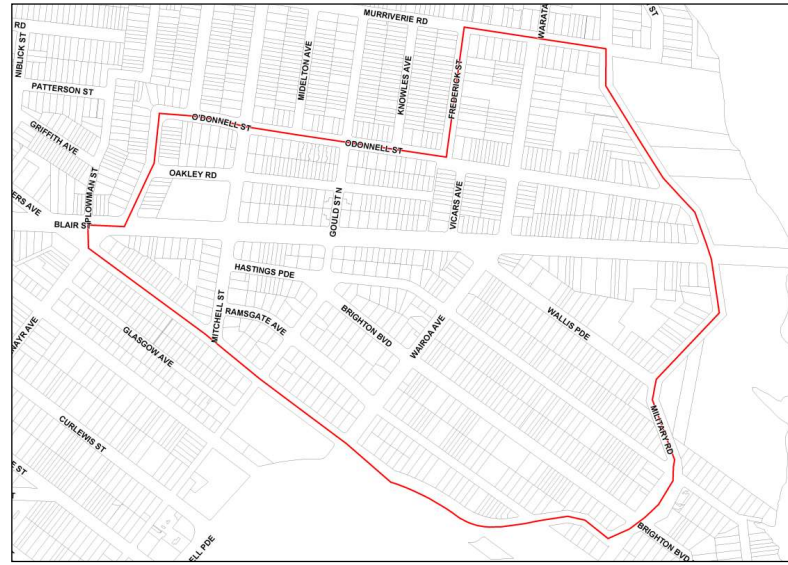 MURRIVERIE RD
ST
RD
NIBLICK ST
MIDELTON AVE
KNOWLES AVE
FREDERICK ST
WARATA
PATTERSON ST
GRIFFITH AVE
O'DONNELL ST
ODONNELL ST
OAKLEY RD
PLOWMAN ST
ERS AVE
GOULD ST N
VICARS AVE
BLAIR ST
HASTINGS PDE
MITCHELL ST
RAMSGATE AVE
BRIGHTON BVD
WAIROA AVE
WALLIS PDE
NAYR AVE
GLASGOW AVE
MILITARY RD
CURLEWIS ST
E ST
T
T
ELL PDE
BRIGHTON BVD